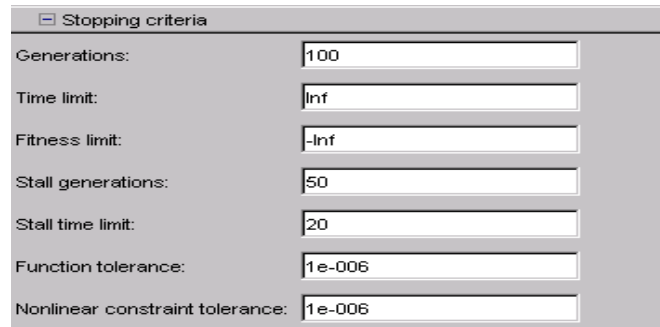 Stopping criteria
Generations: 100
Time limit: Inf
Fitness limit: -Inf
Stall generations: 50
Stall time limit: 20
Function tolerance: 1e-006
Nonlinear constraint tolerance: 1e-006